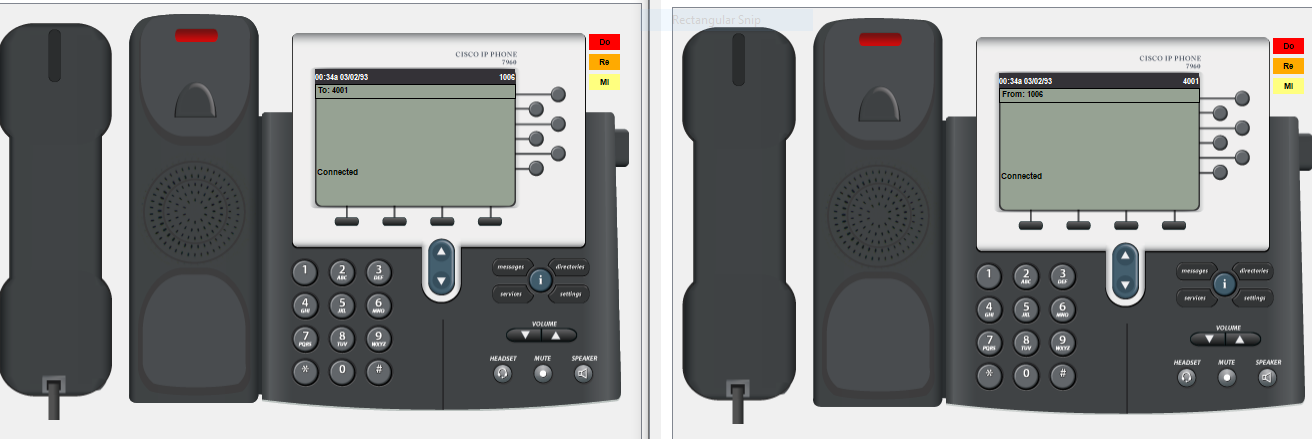 Rectangular Snip
CISCO IP PHONE
7960
00:34a 03/02/93 1006
To: 4001
Connected
Do
Re
MI
1
2 ABC
3 DEF
4 GHI
5 JKL
6 MNO
7 PQRS
8 TUV
9 WXYZ
*
0
#
messages directories
i
services settings
VOLUME
HEADSET MUTE SPEAKER
CISCO IP PHONE
7960
00:34a 03/02/93 4001
From: 1006
Connected
Do
Re
MI
1
2 ABC
3 DEF
4 GHI
5 JKL
6 MNO
7 PQRS
8 TUV
9 WXYZ
*
0
#
messages directories
i
services settings
VOLUME
HEADSET MUTE SPEAKER